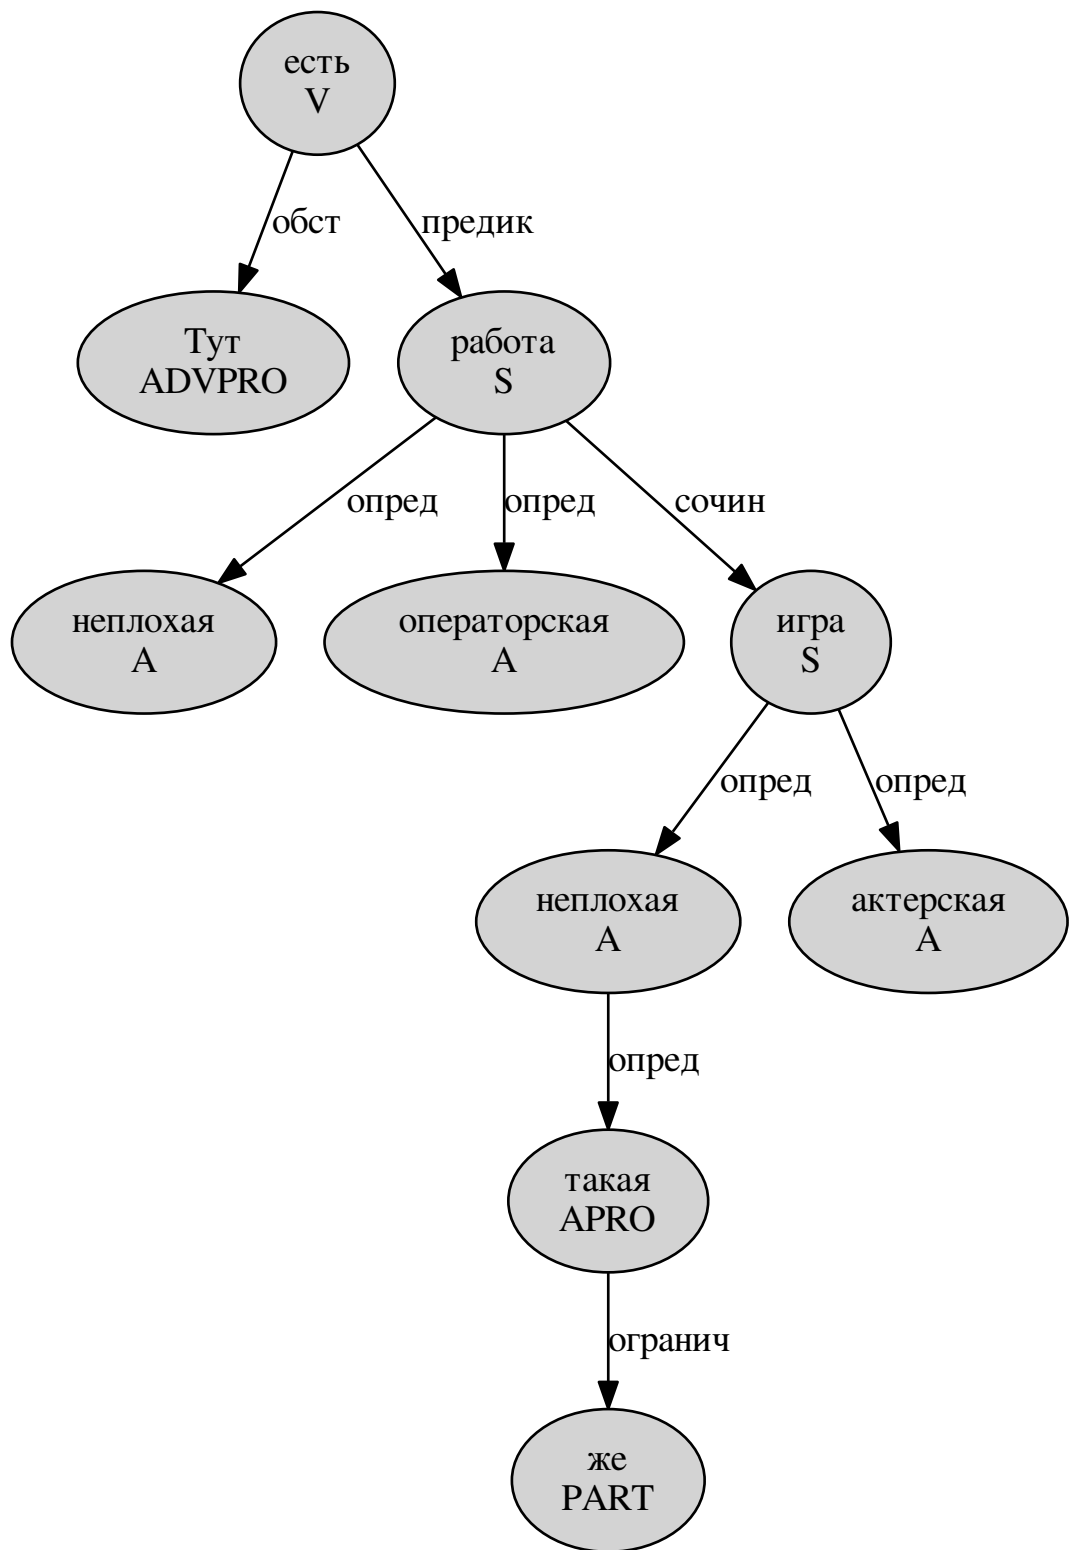 есть
V
обст
предик
Тут
ADVPRO
работа
S
опред
опред
сочин
неплохая
A
операторская
A
игра
S
опред
опред
неплохая
A
актерская
A
опред
такая
APRO
огранич
же
PART